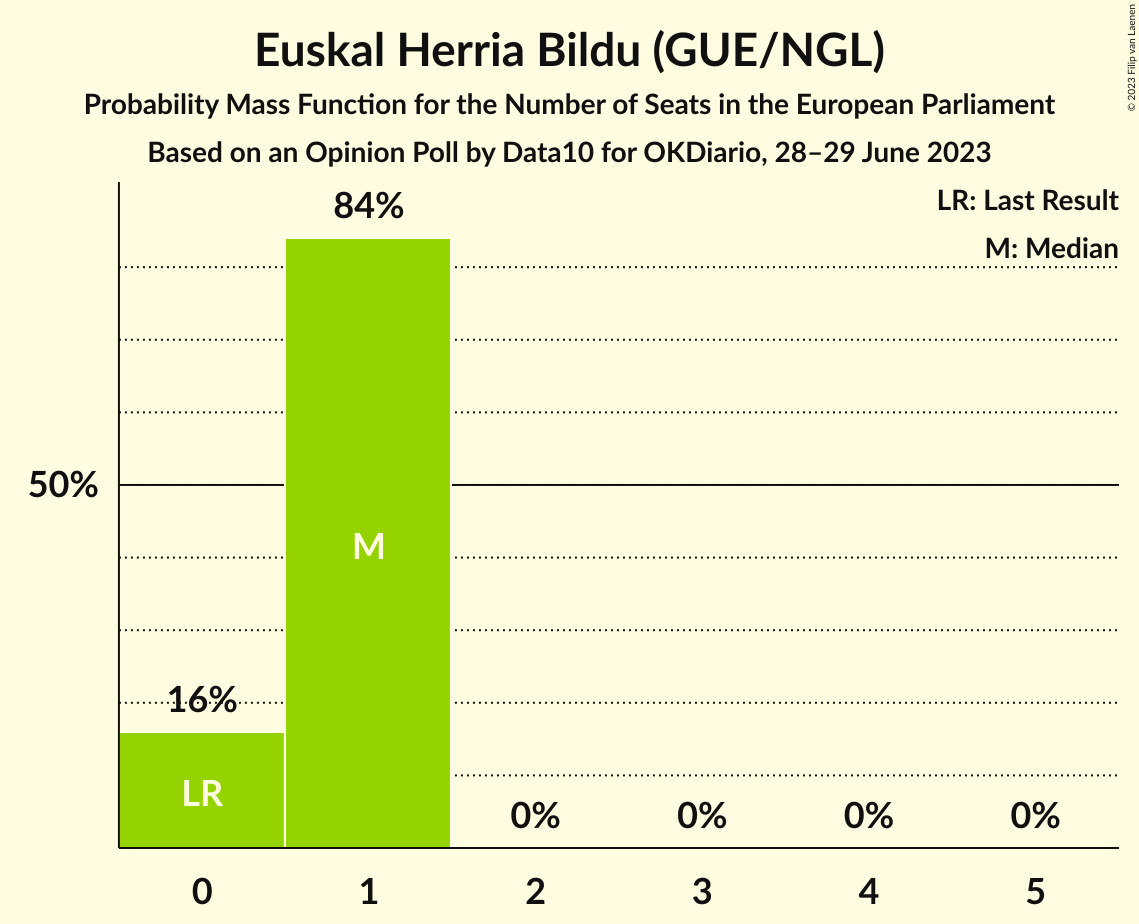 Euskal Herria Bildu (GUE/NGL)
Probability Mass Function for the Number of Seats in the European Parliament
Based on an Opinion Poll by Data10 for OKDiario, 28–29 June 2023
© 2023 Filip van Laenen
LR: Last Result
M: Median
84%
50%
M
16%
LR
0%
0%
0%
0%
0
1
2
3
4
5